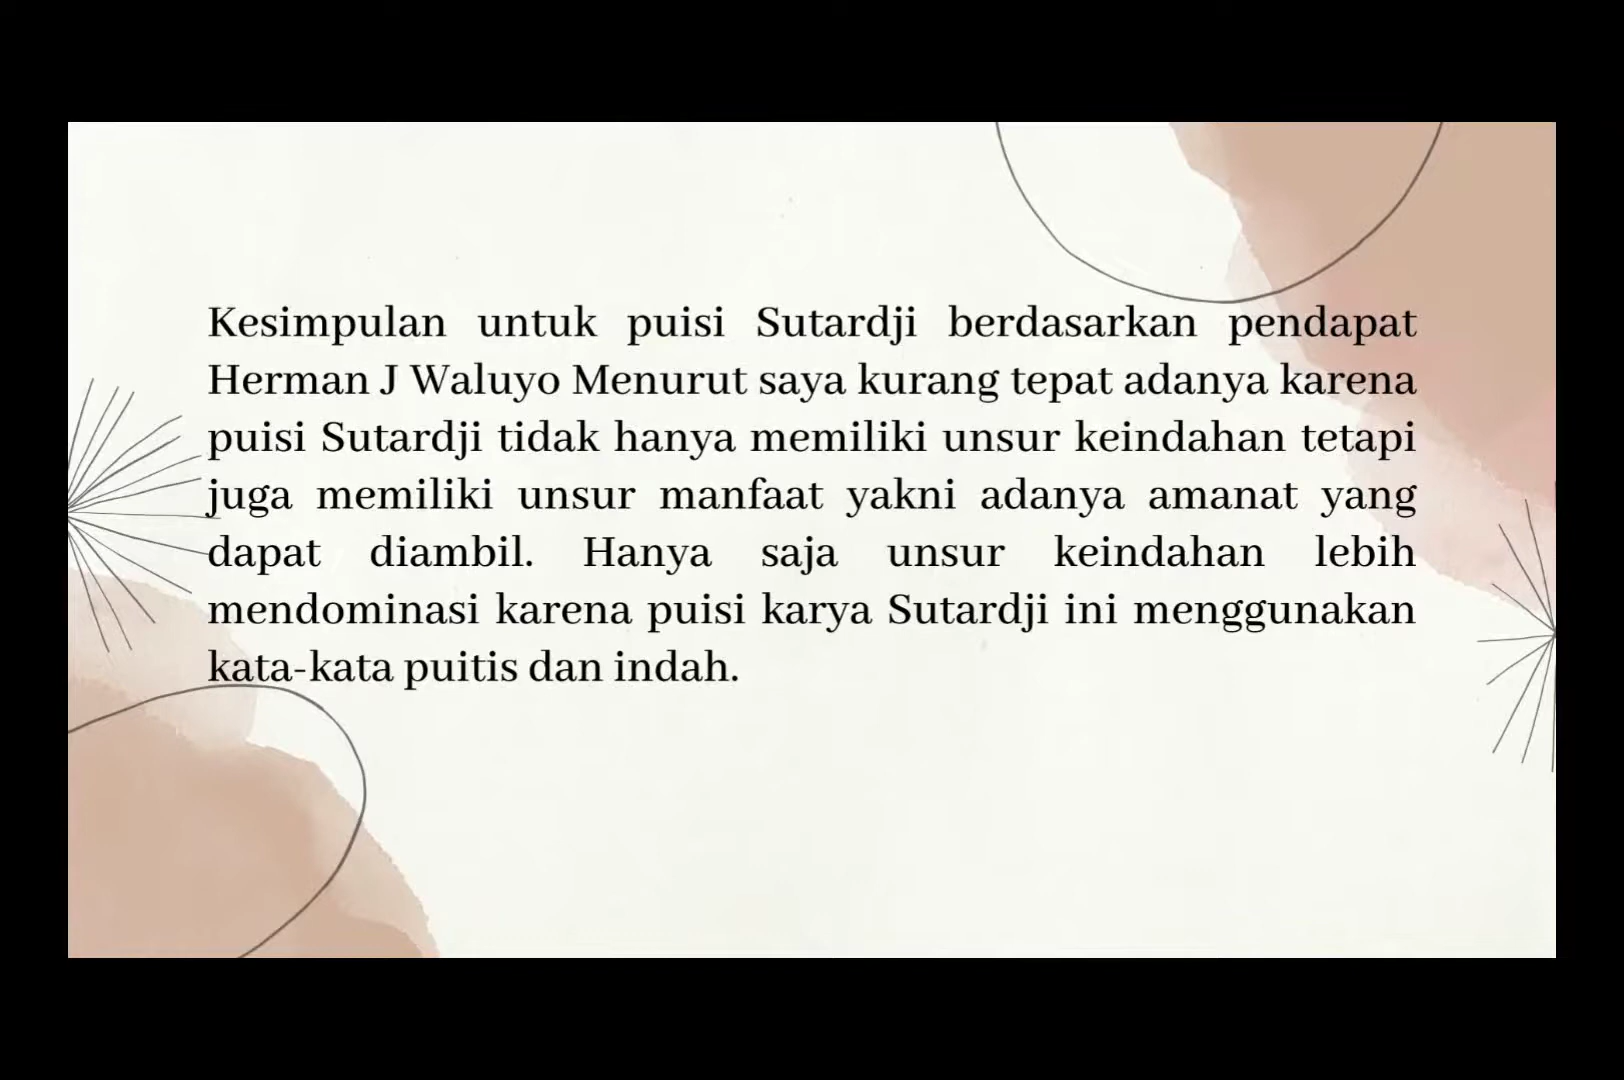 Kesimpulan untuk puisi Sutardji berdasarkan pendapat
Herman J Waluyo Menurut saya kurang tepat adanya karena
puisi Sutardji tidak hanya memiliki unsur keindahan tetapi
juga memiliki unsur manfaat yakni adanya amanat yang
dapat diambil. Hanya saja unsur keindahan lebih
mendominasi karena puisi karya Sutardji ini menggunakan
kata-kata puitis dan indah.